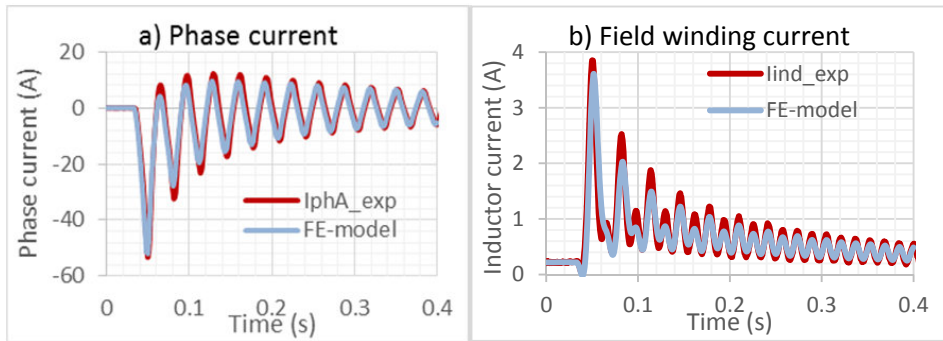 a) Phase current
Phase current (A)
20
0
-20
-40
-60
IphA_exp
FE-model
0
0.1
0.2
0.3
0.4
Time (s)
b) Field winding current
Inductor current (A)
4
3
2
1
0
Iind_exp
FE-model
0
0.1
0.2
0.3
0.4
Time (s)